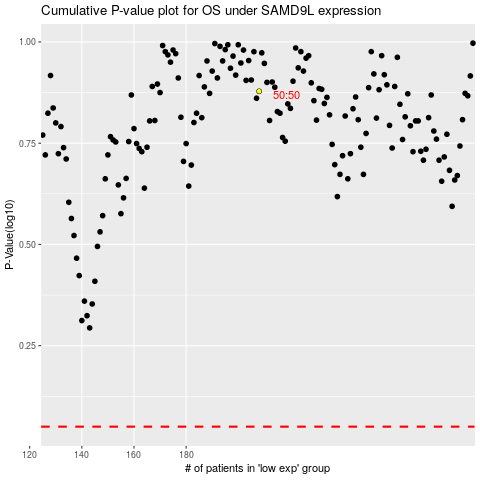 Cumulative P-value plot for OS under SAMD9L expression
P-Value(log10)
1.00
0.75
0.50
0.25
50:50
120 140 160 180
# of patients in 'low exp' group